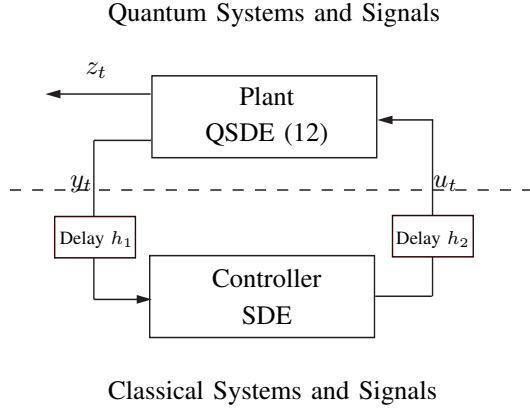 Quantum Systems and Signals
z_t
Plant
QSDE (12)
y_t
u_t
Delay h_1
Delay h_2
Controller
SDE
Classical Systems and Signals